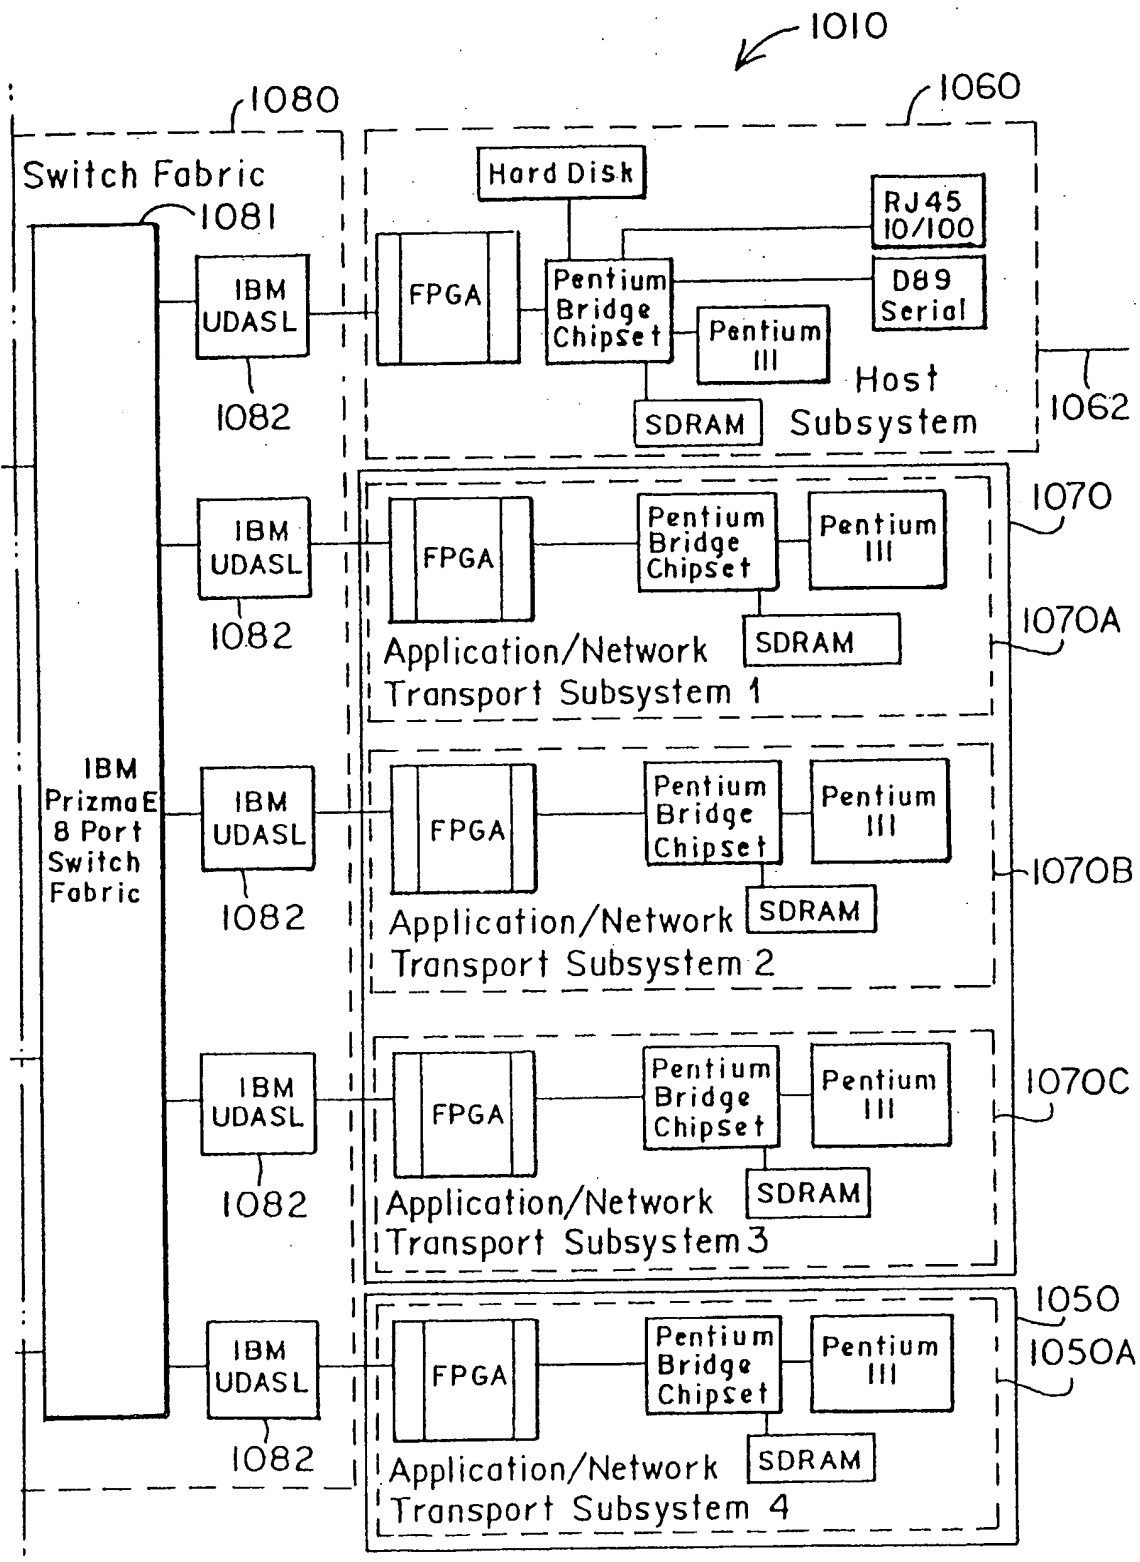 1010
1080
1060
Switch Fabric
1081
Hard Disk
RJ45
10/100
IBM
UDASL
FPGA
Pentium
Bridge
Chipset
D89
Serial
Pentium
III
1082
SDRAM
Host
Subsystem
1062
IBM
UDASL
1082
FPGA
Pentium
Bridge
Chipset
Pentium
III
1070
SDRAM
1070A
Application/Network
Transport Subsystem 1
IBM
PrizmaE
8 Port
Switch
Fabric
IBM
UDASL
1082
FPGA
Pentium
Bridge
Chipset
Pentium
III
1070B
SDRAM
Application/Network
Transport Subsystem 2
IBM
UDASL
1082
FPGA
Pentium
Bridge
Chipset
Pentium
III
1070C
SDRAM
Application/Network
Transport Subsystem 3
IBM
UDASL
1082
FPGA
Pentium
Bridge
Chipset
Pentium
III
1050
1050A
SDRAM
Application/Network
Transport Subsystem 4